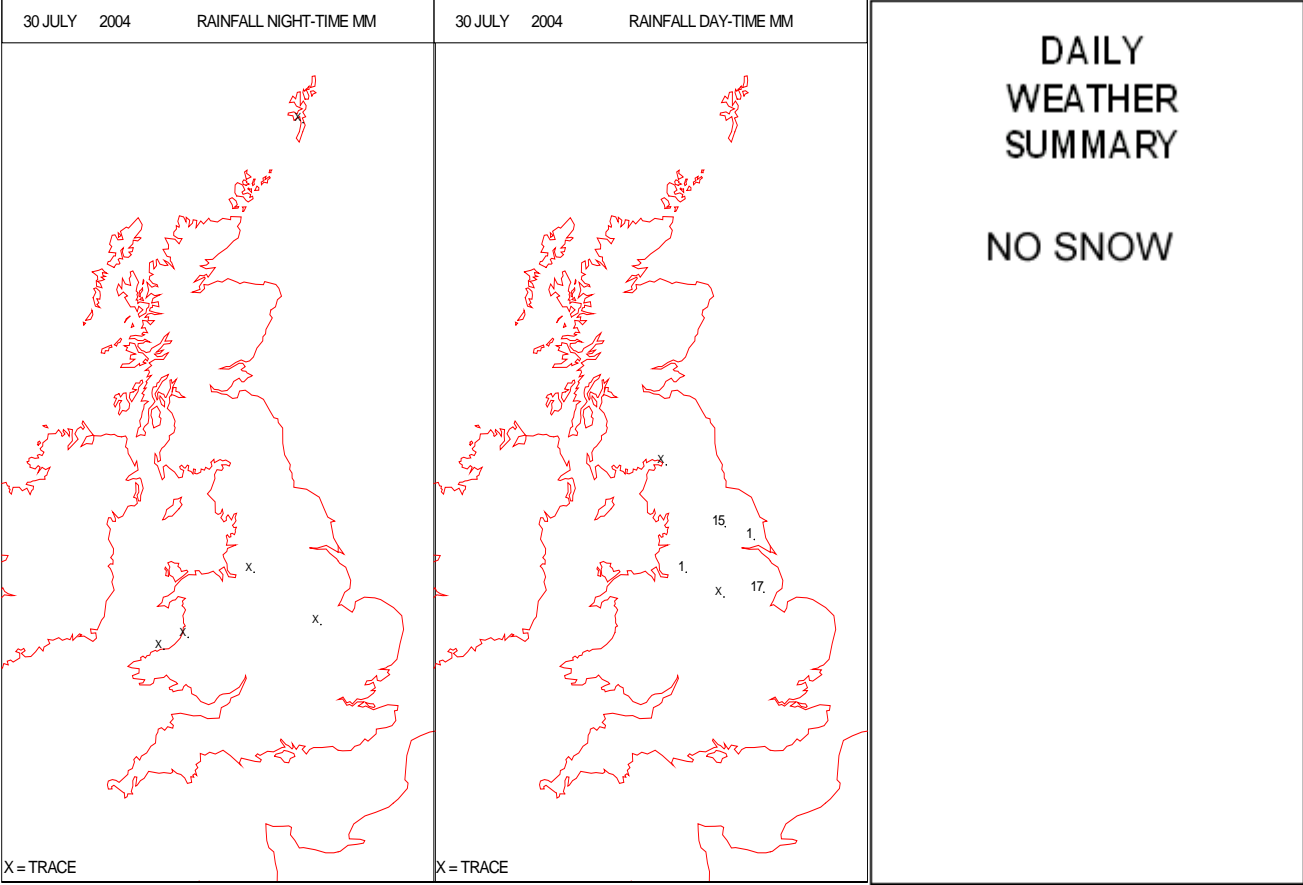 30 JULY 2004 RAINFALL NIGHT-TIME MM
X.
X.
X.
X.
X.
X = TRACE
30 JULY 2004 RAINFALL DAY-TIME MM
X.
15.
1.
1.
X.
17.
X = TRACE
DAILY
WEATHER
SUMMARY
NO SNOW